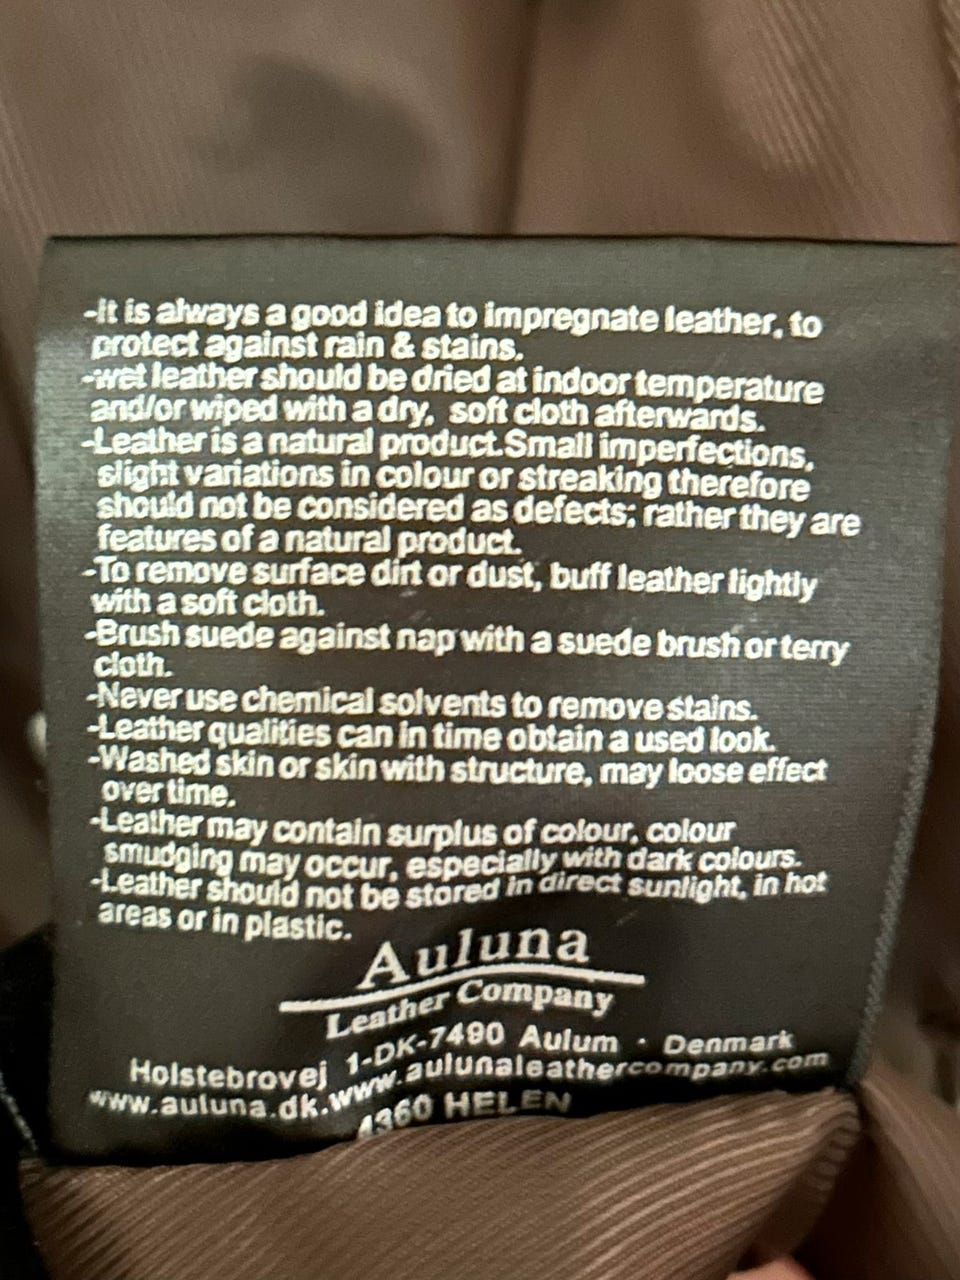 -It is always a good idea to impregnate leather, to
protect against rain & stains.
-wet leather should be dried at indoor temperature
and/or wiped with a dry, soft cloth afterwards.
-Leather is a natural product.Small imperfections,
slight variations in colour or streaking therefore
should not be considered as defects; rather they are
features of a natural product.
-To remove surface dirt or dust, buff leather lightly
with a soft cloth.
-Brush suede against nap with a suede brush or terry
cloth.
-Never use chemical solvents to remove stains.
-Leather qualities can in time obtain a used look.
-Washed skin or skin with structure, may loose effect
over time.
-Leather may contain surplus of colour, colour
smudging may occur, especially with dark colours.
-Leather should not be stored in direct sunlight, in hot
areas or in plastic.
Auluna
Leather Company
Holstebrovej 1-DK-7490 Aulum · Denmark
www.auluna.dk.www.aulunaleathercompany.com
4360 HELEN